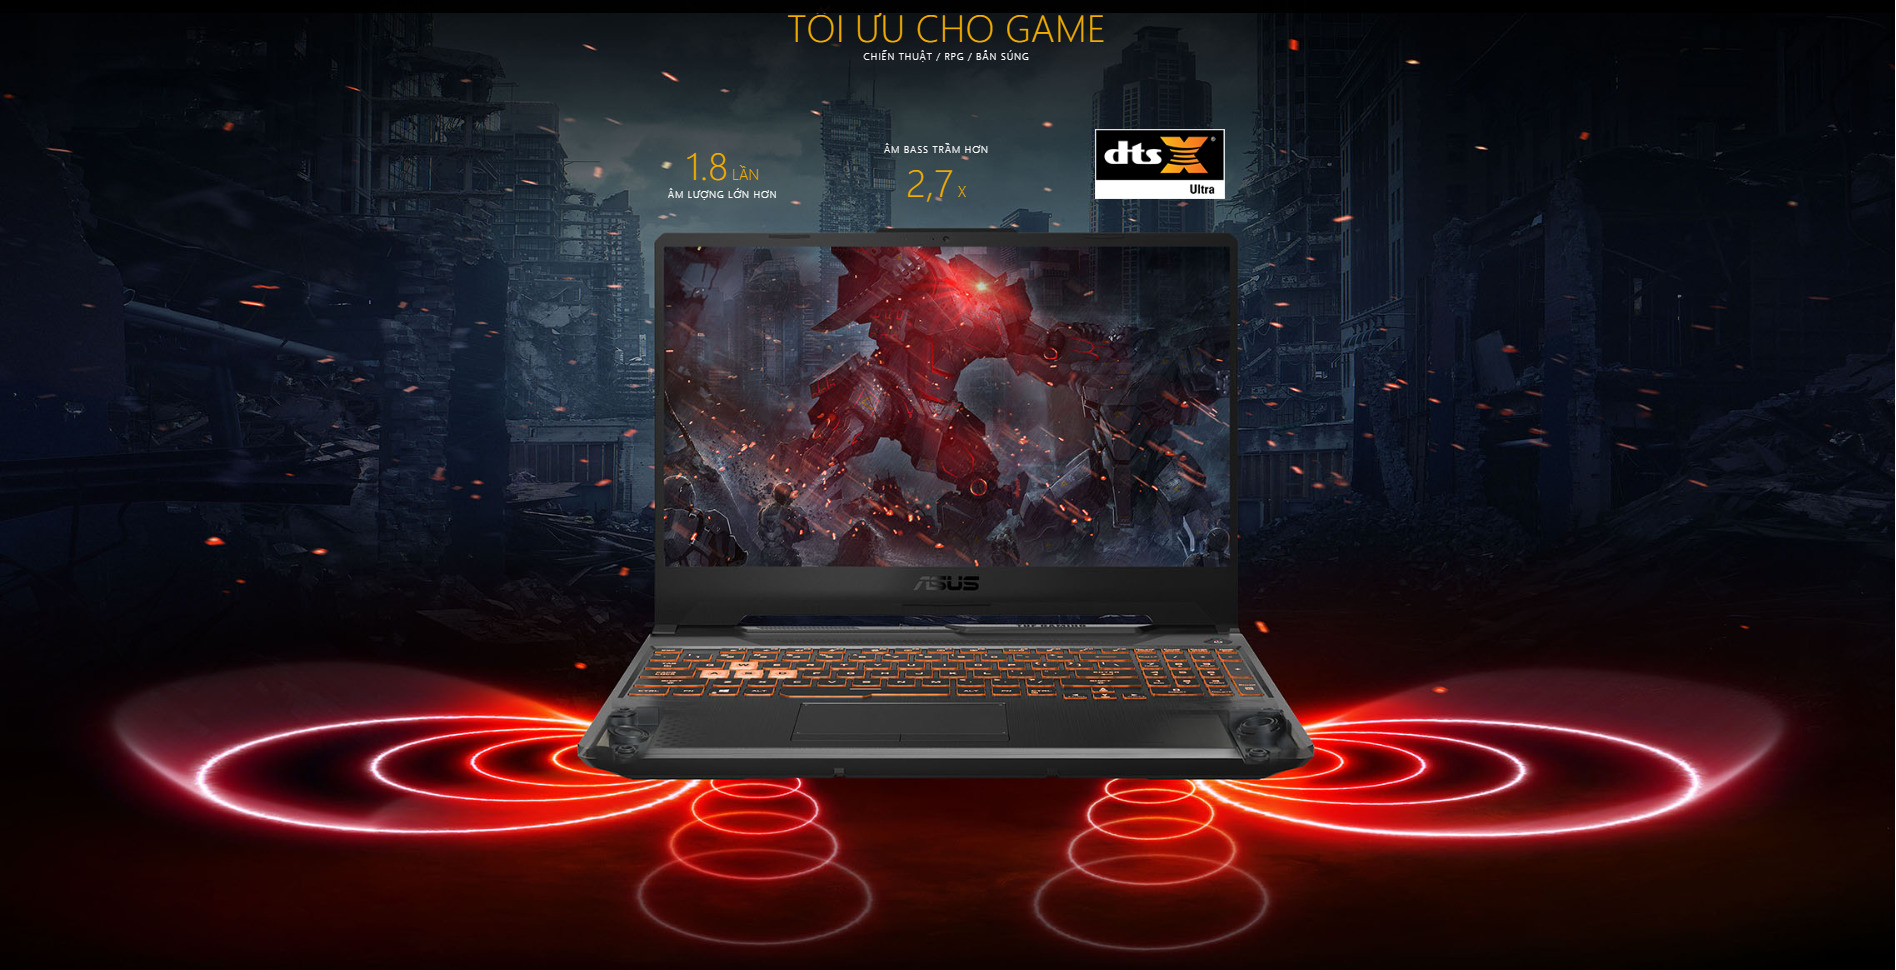 TỐI ƯU CHO GAME
CHIẾN THUẬT / RPG / BẮN SÚNG
ÂM BASS TRẦM HƠN
1.8 LẦN
2,7 X
ÂM LƯỢNG LỚN HƠN
dts X ®
Ultra
ASUS